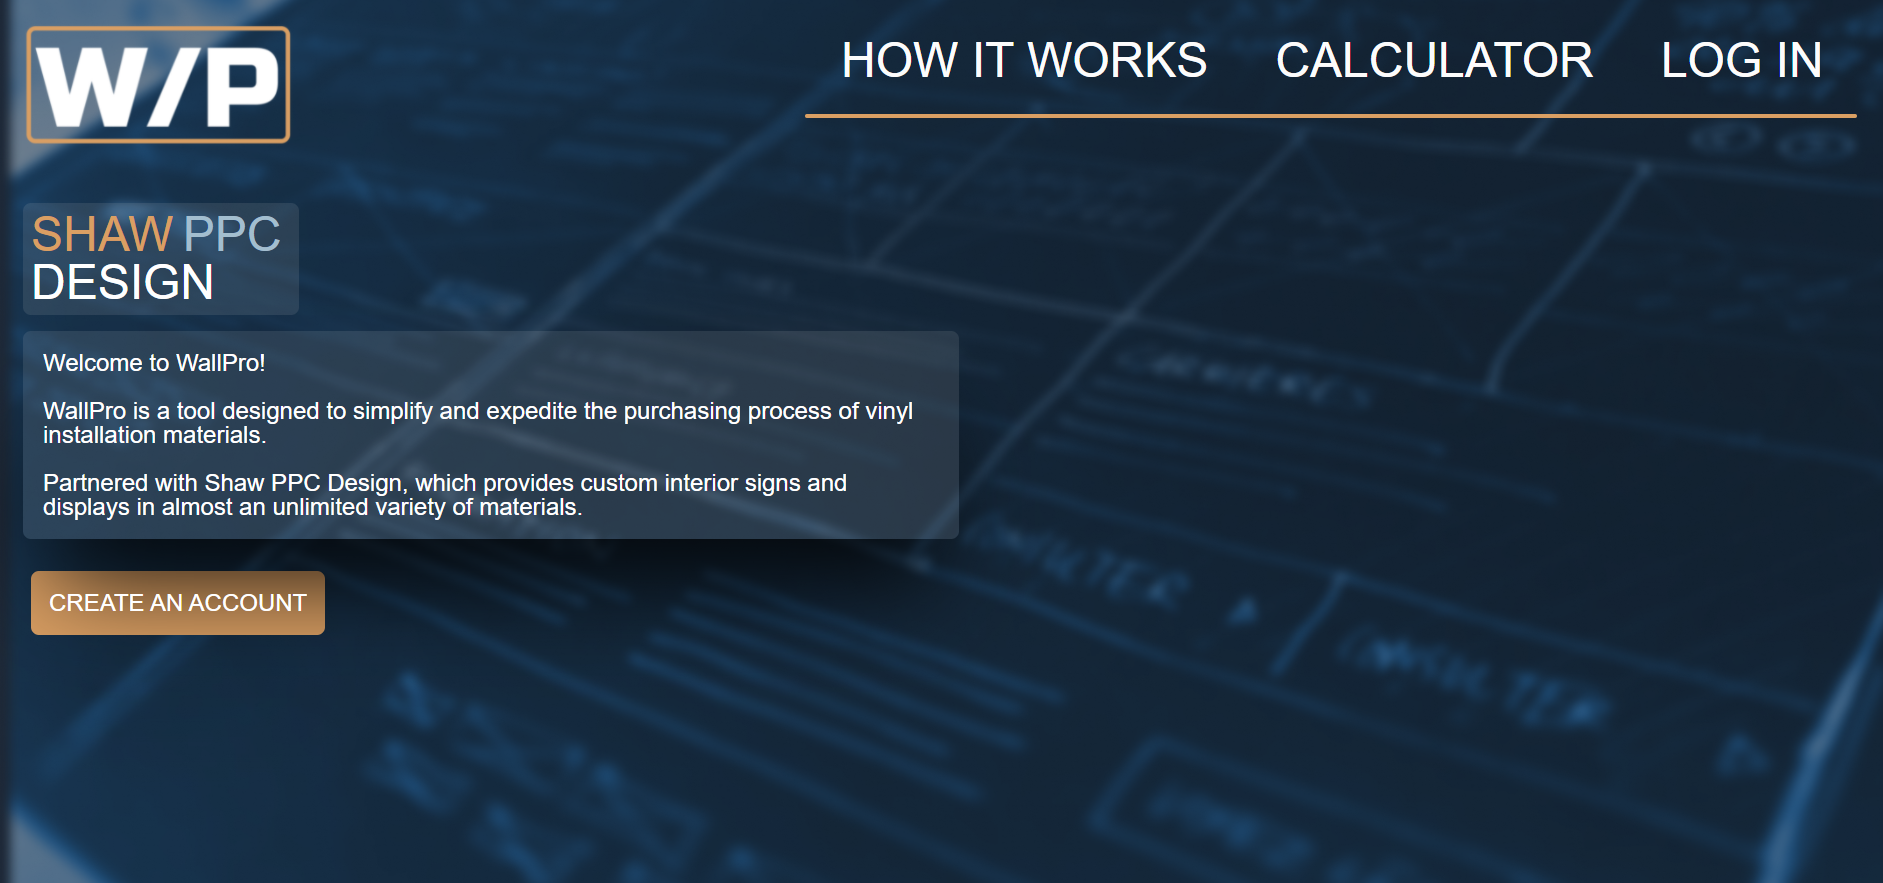 W/P
HOW IT WORKS CALCULATOR LOG IN
SHAW PPC
DESIGN
Welcome to WallPro!
WallPro is a tool designed to simplify and expedite the purchasing process of vinyl
installation materials.
Partnered with Shaw PPC Design, which provides custom interior signs and
displays in almost an unlimited variety of materials.
CREATE AN ACCOUNT
CONSULTER
CONSULTER